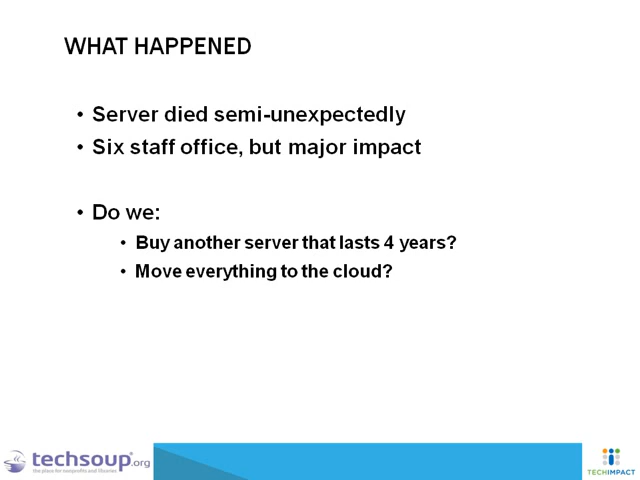 WHAT HAPPENED
• Server died semi-unexpectedly
• Six staff office, but major impact
• Do we:
• Buy another server that lasts 4 years?
• Move everything to the cloud?
techsoup.org
the place for nonprofits and libraries
TECHIMPACT